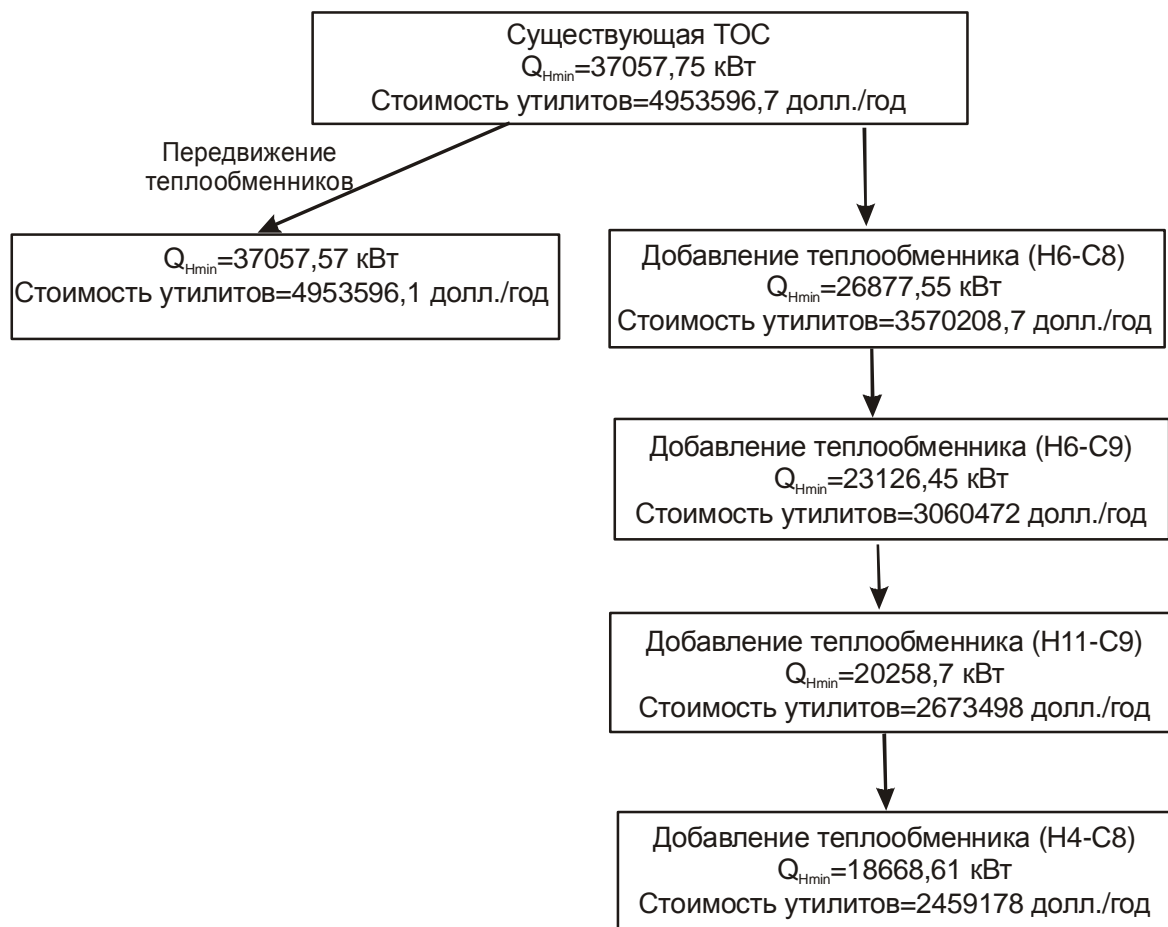 Существующая ТОС
QHmin=37057,75 кВт
Стоимость утилитов=4953596,7 долл./год
Передвижение
теплообменников
QHmin=37057,57 кВт
Стоимость утилитов=4953596,1 долл./год
Добавление теплообменника (H6-C8)
QHmin=26877,55 кВт
Стоимость утилитов=3570208,7 долл./год
Добавление теплообменника (H6-C9)
QHmin=23126,45 кВт
Стоимость утилитов=3060472 долл./год
Добавление теплообменника (H11-C9)
QHmin=20258,7 кВт
Стоимость утилитов=2673498 долл./год
Добавление теплообменника (H4-C8)
QHmin=18668,61 кВт
Стоимость утилитов=2459178 долл./год